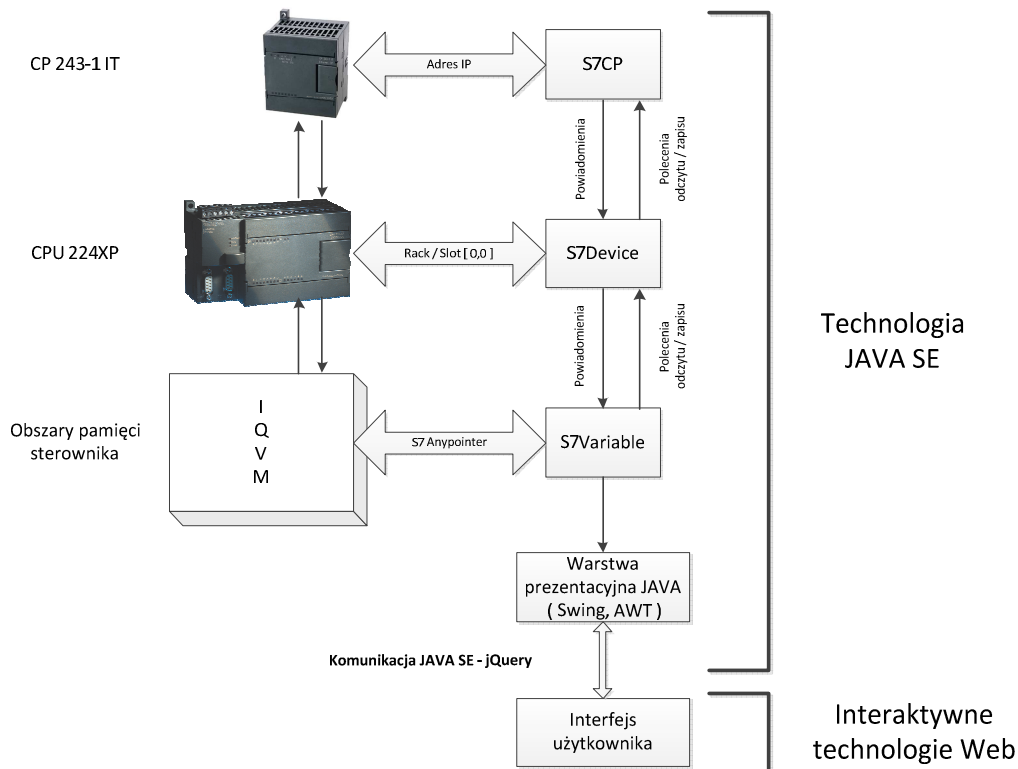 CP 243-1 IT
Adres IP
S7CP
Powiadomienia
Polecenia
odczytu / zapisu
CPU 224XP
Rack / Slot [ 0,0 ]
S7Device
Powiadomienia
Polecenia
odczytu / zapisu
Technologia
JAVA SE
Obszary pamięci
sterownika
I
Q
V
M
S7 Anypointer
S7Variable
Warstwa
prezentacyjna JAVA
( Swing, AWT )
Komunikacja JAVA SE - jQuery
Interfejs
użytkownika
Interaktywne
technologie Web